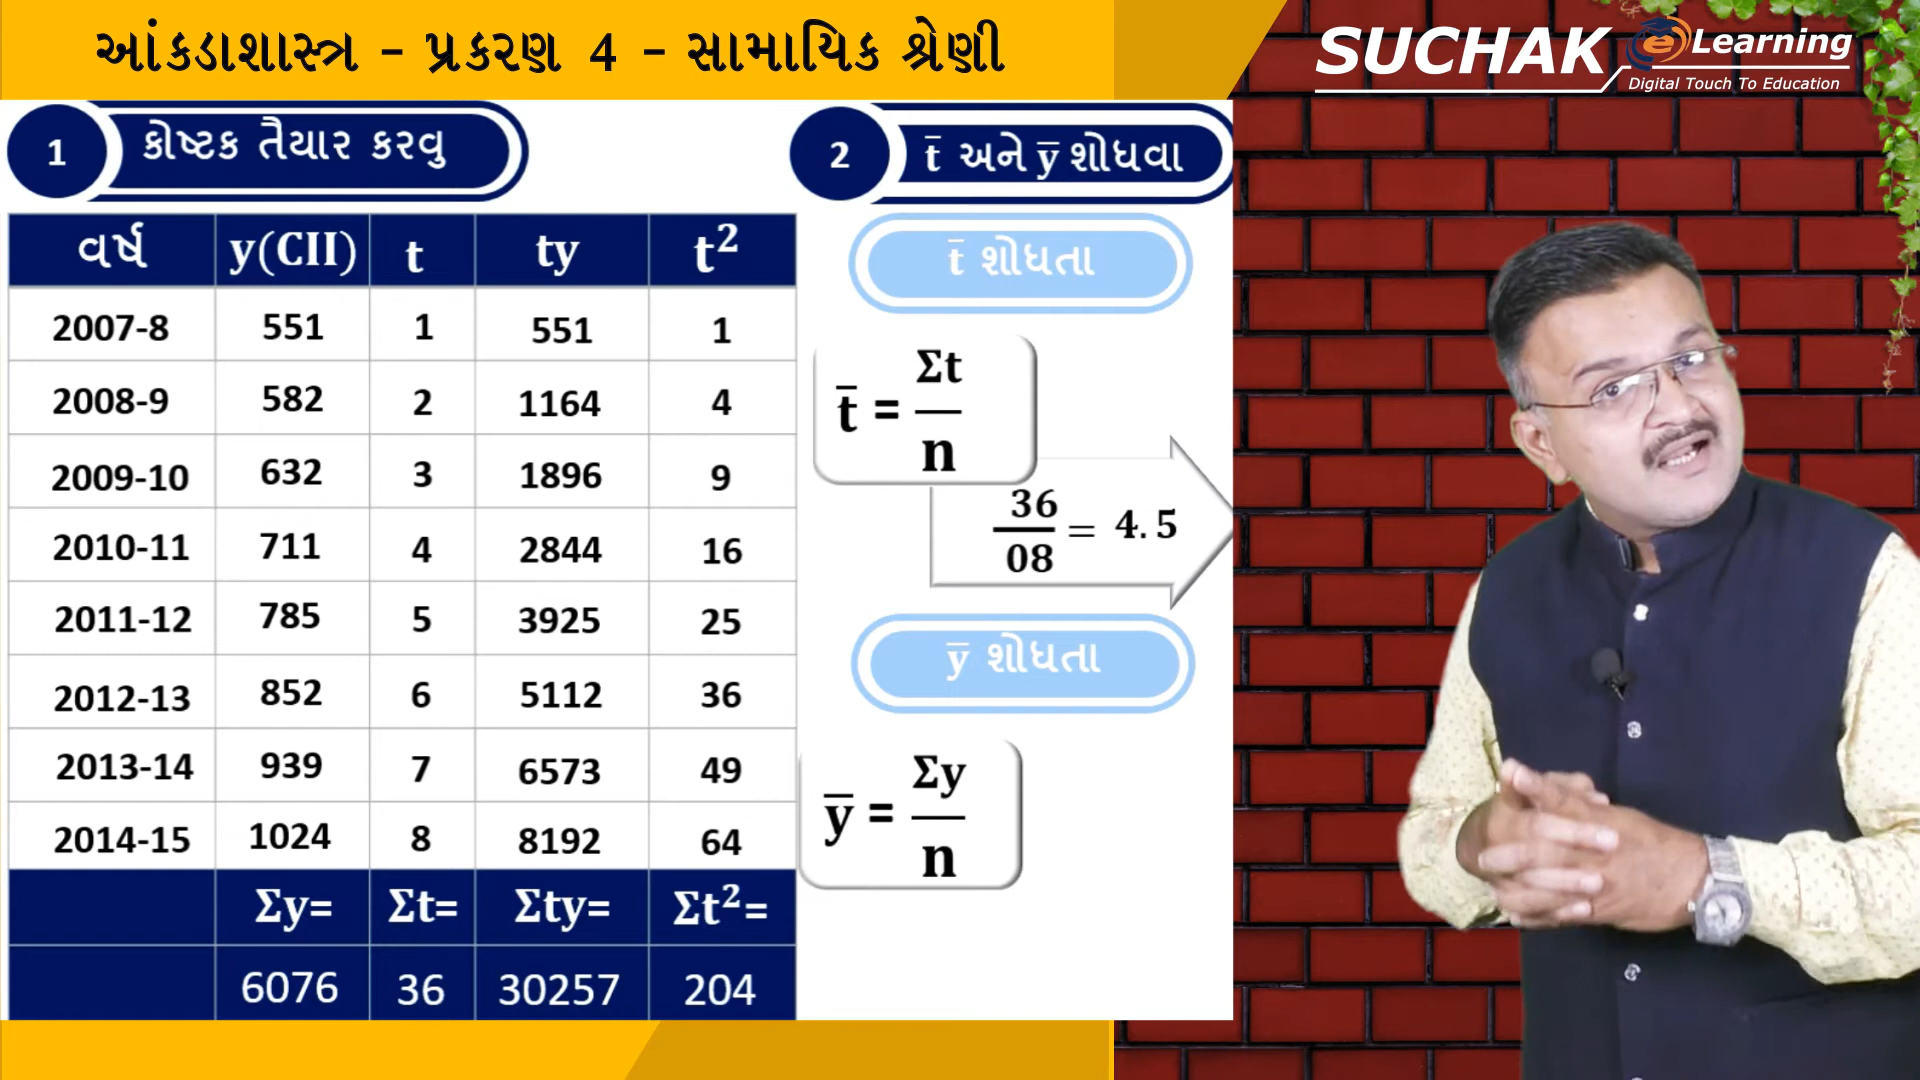 આંકડાશાસ્ત્ર - પ્રકરણ 4 - સામાયિક શ્રેણી
SUCHAK eLearning
Digital Touch To Education
1 કોષ્ટક તૈયાર કરવુ
વર્ષ y(CII) t ty t²
2007-8 551 1 551 1
2008-9 582 2 1164 4
2009-10 632 3 1896 9
2010-11 711 4 2844 16
2011-12 785 5 3925 25
2012-13 852 6 5112 36
2013-14 939 7 6573 49
2014-15 1024 8 8192 64
Σy= Σt= Σty= Σt²=
6076 36 30257 204
2 t̄ અને ȳ શોધવા
t̄ શોધતા
t̄ = Σt
n
36
08 = 4.5
ȳ શોધતા
ȳ = Σy
n